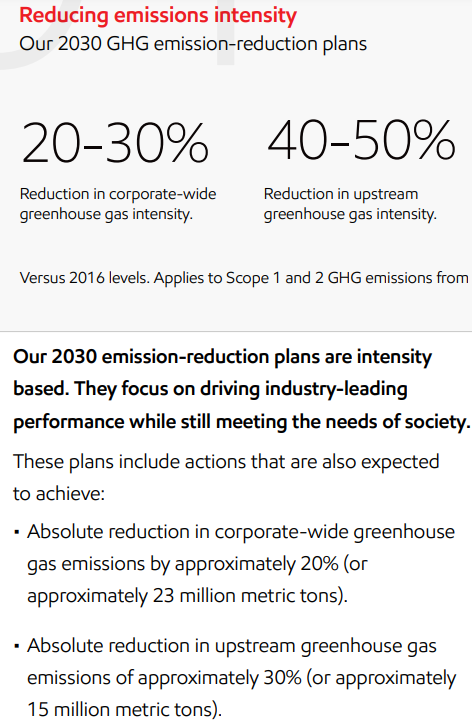 Reducing emissions intensity
Our 2030 GHG emission-reduction plans
20-30%
Reduction in corporate-wide
greenhouse gas intensity.
40-50%
Reduction in upstream
greenhouse gas intensity.
Versus 2016 levels. Applies to Scope 1 and 2 GHG emissions from
Our 2030 emission-reduction plans are intensity
based. They focus on driving industry-leading
performance while still meeting the needs of society.
These plans include actions that are also expected
to achieve:
• Absolute reduction in corporate-wide greenhouse
gas emissions by approximately 20% (or
approximately 23 million metric tons).
• Absolute reduction in upstream greenhouse gas
emissions of approximately 30% (or approximately
15 million metric tons).